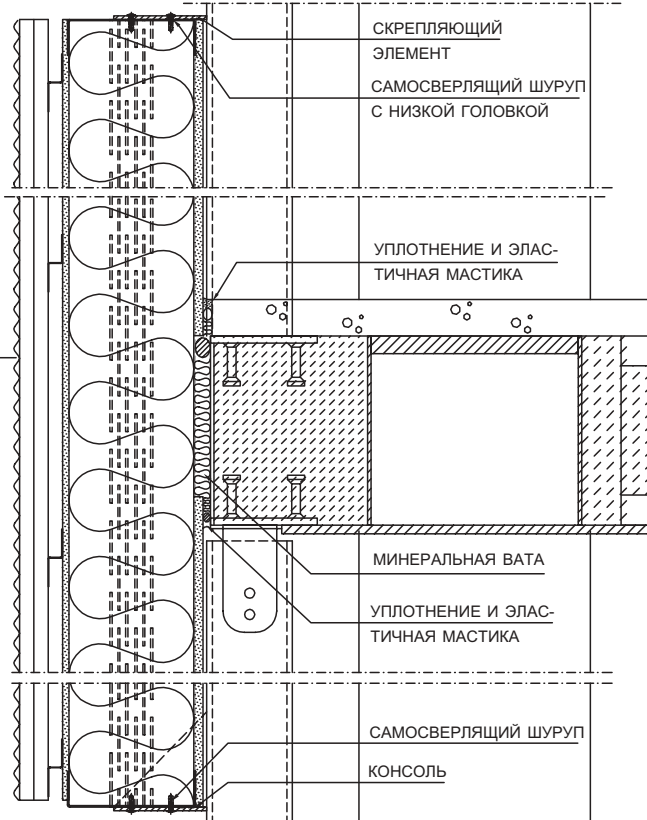 СКРЕПЛЯЮЩИЙ
ЭЛЕМЕНТ
САМОСВЕРЛЯЩИЙ ШУРУП
С НИЗКОЙ ГОЛОВКОЙ
УПЛОТНЕНИЕ И ЭЛАС-
ТИЧНАЯ МАСТИКА
МИНЕРАЛЬНАЯ ВАТА
УПЛОТНЕНИЕ И ЭЛАС-
ТИЧНАЯ МАСТИКА
САМОСВЕРЛЯЩИЙ ШУРУП
КОНСОЛЬ